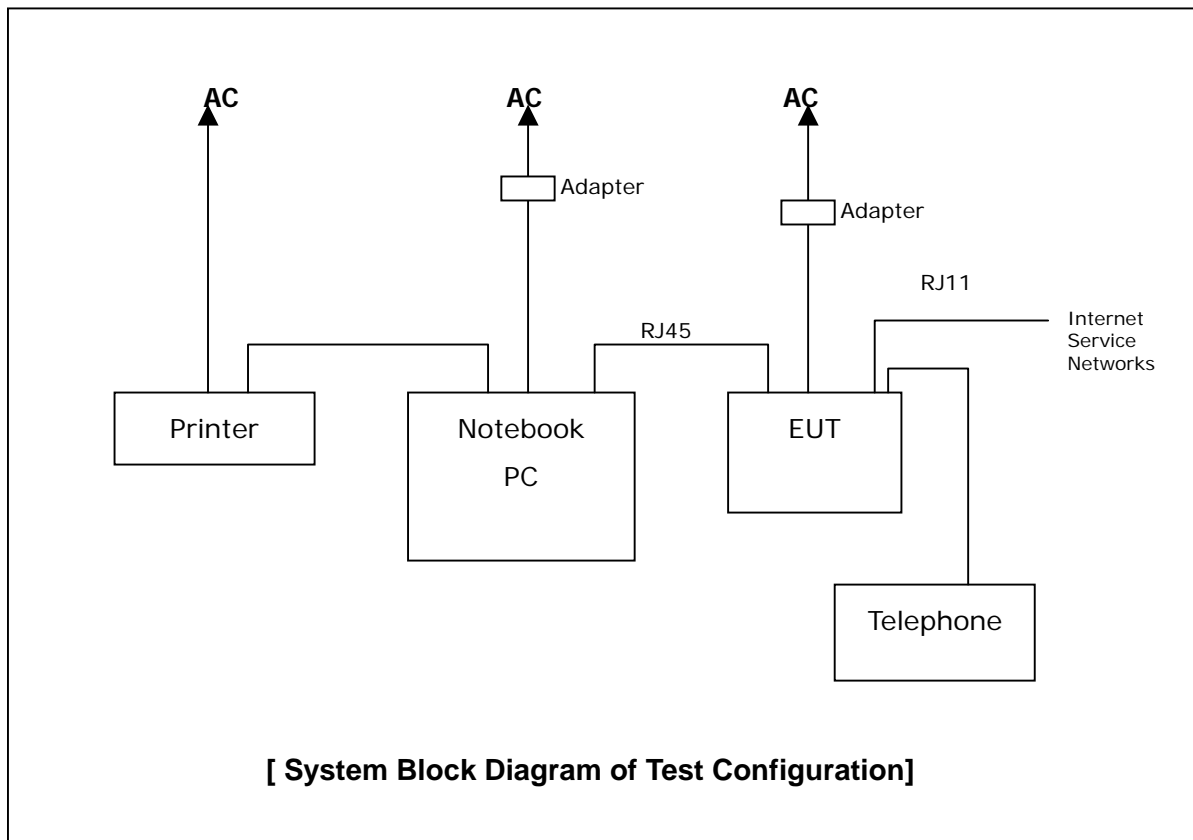 AC
AC
AC
Adapter
Adapter
RJ11
RJ45
Internet
Service
Networks
Printer
Notebook
PC
EUT
Telephone
[ System Block Diagram of Test Configuration]